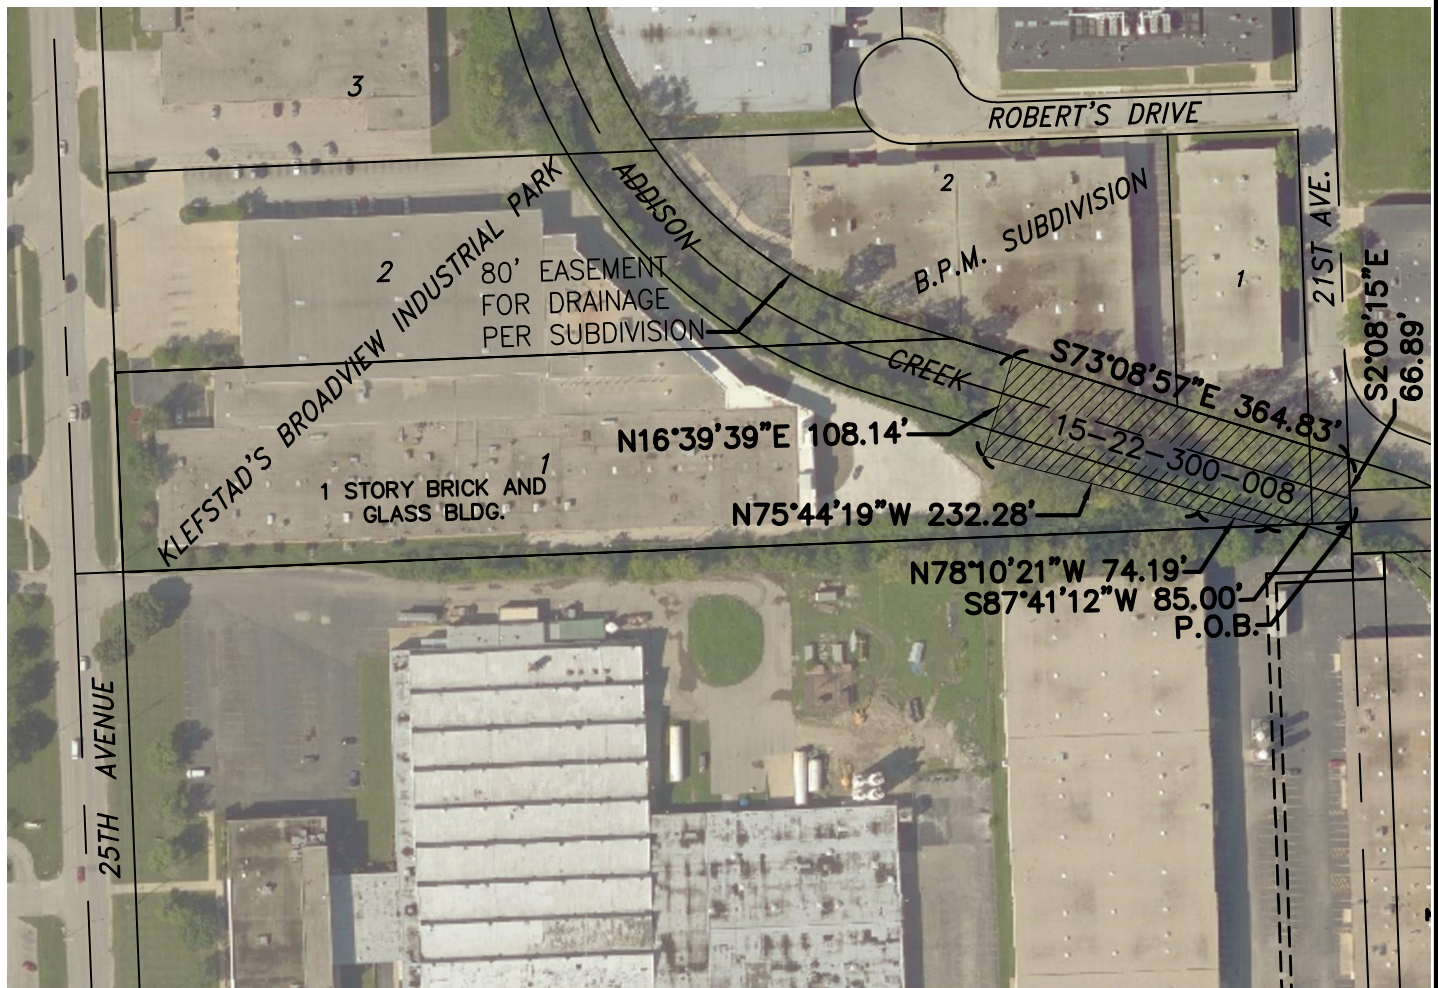 3
ROBERT'S DRIVE
KLEFSTAD'S BROADVIEW INDUSTRIAL PARK
ADDISON
2
B.P.M. SUBDIVISION
21ST AVE.
2
80' EASEMENT
FOR DRAINAGE
PER SUBDIVISION
1
S2°08'15"E
66.89'
CREEK
S73°08'57"E 364.83'
N16°39'39"E 108.14'
15-22-300-008
1
1 STORY BRICK AND
GLASS BLDG.
N75°44'19"W 232.28'
N78°10'21"W 74.19'
S87°41'12"W 85.00'
P.O.B.
25TH AVENUE